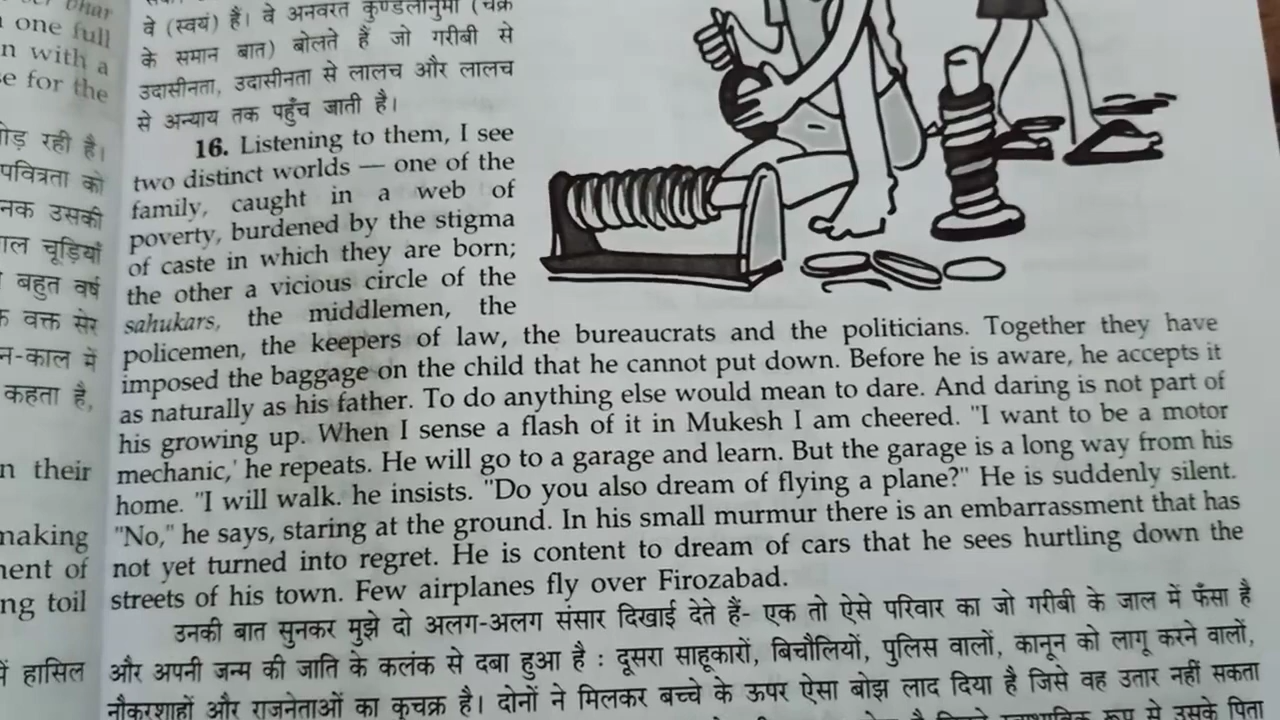 har
one full
n with a
e for the
ोड़ रही है।
पवित्रता को
नक उसकी
ाल चूड़ियाँ
बहुत वर्ष
वक्त सेर
न-काल में
कहता है,
n their
naking
nent of
ng toil
हासिल
वे (स्वयं) हैं। वे अनवरत कुण्डलीनुमा (चक्र
के समान बात) बोलते हैं जो गरीबी से
उदासीनता, उदासीनता से लालच और लालच
से अन्याय तक पहुँच जाती है।
16. Listening to them, I see
two distinct worlds — one of the
family, caught in a web of
poverty, burdened by the stigma
of caste in which they are born;
the other a vicious circle of the
sahukars, the middlemen, the
policemen, the keepers of law, the bureaucrats and the politicians. Together they have
imposed the baggage on the child that he cannot put down. Before he is aware, he accepts it
as naturally as his father. To do anything else would mean to dare. And daring is not part of
his growing up. When I sense a flash of it in Mukesh I am cheered. "I want to be a motor
mechanic,' he repeats. He will go to a garage and learn. But the garage is a long way from his
home. "I will walk. he insists. "Do you also dream of flying a plane?" He is suddenly silent.
"No," he says, staring at the ground. In his small murmur there is an embarrassment that has
not yet turned into regret. He is content to dream of cars that he sees hurtling down the
streets of his town. Few airplanes fly over Firozabad.
उनकी बात सुनकर मुझे दो अलग-अलग संसार दिखाई देते हैं- एक तो ऐसे परिवार का जो गरीबी के जाल में फँसा है
और अपनी जन्म की जाति के कलंक से दबा हुआ है : दूसरा साहूकारों, बिचौलियों, पुलिस वालों, कानून को लागू करने वालों,
नौकरशाहों और राजनेताओं का कुचक्र है। दोनों ने मिलकर बच्चे के ऊपर ऐसा बोझ लाद दिया है जिसे वह उतार नहीं सकता
रूप से उसके पिता